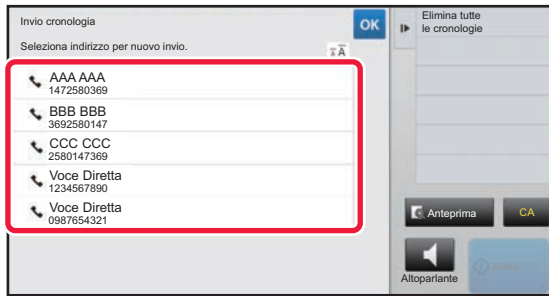 Invio cronologia
OK
Seleziona indirizzo per nuovo invio.
AAA AAA
1472580369
BBB BBB
3692580147
CCC CCC
2580147369
Voce Diretta
1234567890
Voce Diretta
0987654321
Elimina tutte
le cronologie
Anteprima
CA
Altoparlante